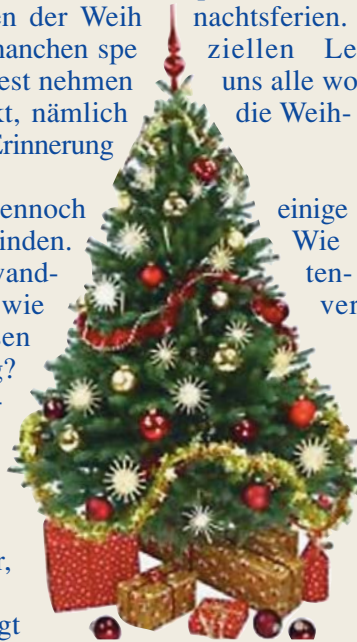 en der Weih nachtsferien.
manchen spe ziellen Le
est nehmen uns alle wo
kt, nämlich die Weih-
Erinnerung
ennoch einige
inden. Wie
vand- ten-
wie ver
sen
g?
r,
gt